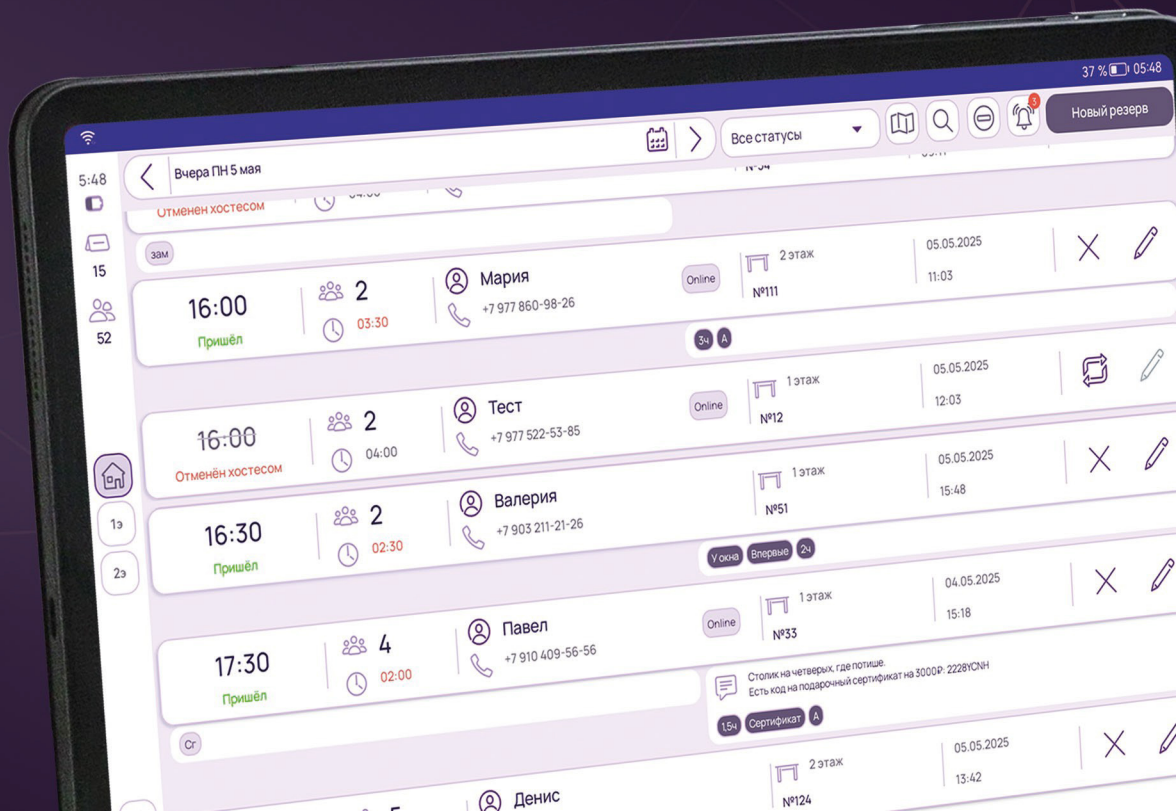 37 % 05:48
5:48
Вчера ПН 5 мая
Все статусы
3
Новый резерв
15
52
1э
2э
Отменён хостесом
зам
16:00
Пришёл
2
03:30
Мария
+7 977 860-98-26
Online
2 этаж
№111
05.05.2025
11:03
3ч А
16:00
Отменён хостесом
2
04:00
Тест
+7 977 522-53-85
Online
1 этаж
№12
05.05.2025
12:03
16:30
Пришёл
2
02:30
Валерия
+7 903 211-21-26
1 этаж
№51
05.05.2025
15:48
У окна Впервые 2ч
17:30
Пришёл
4
02:00
Павел
+7 910 409-56-56
Online
1 этаж
№33
04.05.2025
15:18
Сг
Столик на четверых, где потише.
Есть код на подарочный сертификат на 3000₽: 2228YCNH
1,5ч Сертификат А
Денис
2 этаж
№124
05.05.2025
13:42